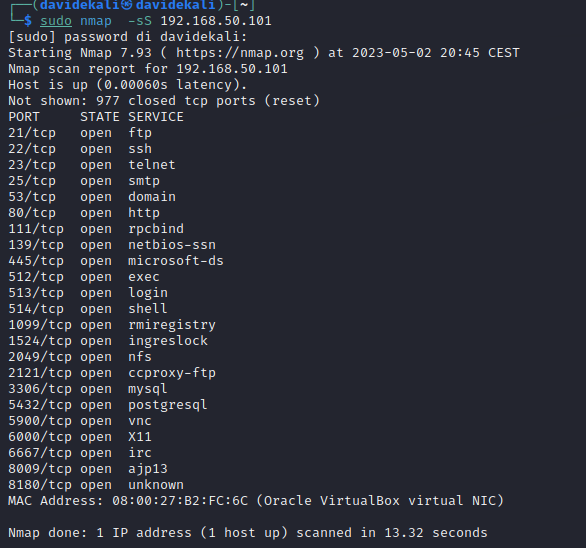 ┌──(davidekali㉿davidekali)-[~]
└─$ sudo nmap  -sS 192.168.50.101
[sudo] password di davidekali:
Starting Nmap 7.93 ( https://nmap.org ) at 2023-05-02 20:45 CEST
Nmap scan report for 192.168.50.101
Host is up (0.00060s latency).
Not shown: 977 closed tcp ports (reset)
PORT     STATE SERVICE
21/tcp   open  ftp
22/tcp   open  ssh
23/tcp   open  telnet
25/tcp   open  smtp
53/tcp   open  domain
80/tcp   open  http
111/tcp  open  rpcbind
139/tcp  open  netbios-ssn
445/tcp  open  microsoft-ds
512/tcp  open  exec
513/tcp  open  login
514/tcp  open  shell
1099/tcp open  rmiregistry
1524/tcp open  ingreslock
2049/tcp open  nfs
2121/tcp open  ccproxy-ftp
3306/tcp open  mysql
5432/tcp open  postgresql
5900/tcp open  vnc
6000/tcp open  X11
6667/tcp open  irc
8009/tcp open  ajp13
8180/tcp open  unknown
MAC Address: 08:00:27:B2:FC:6C (Oracle VirtualBox virtual NIC)

Nmap done: 1 IP address (1 host up) scanned in 13.32 seconds